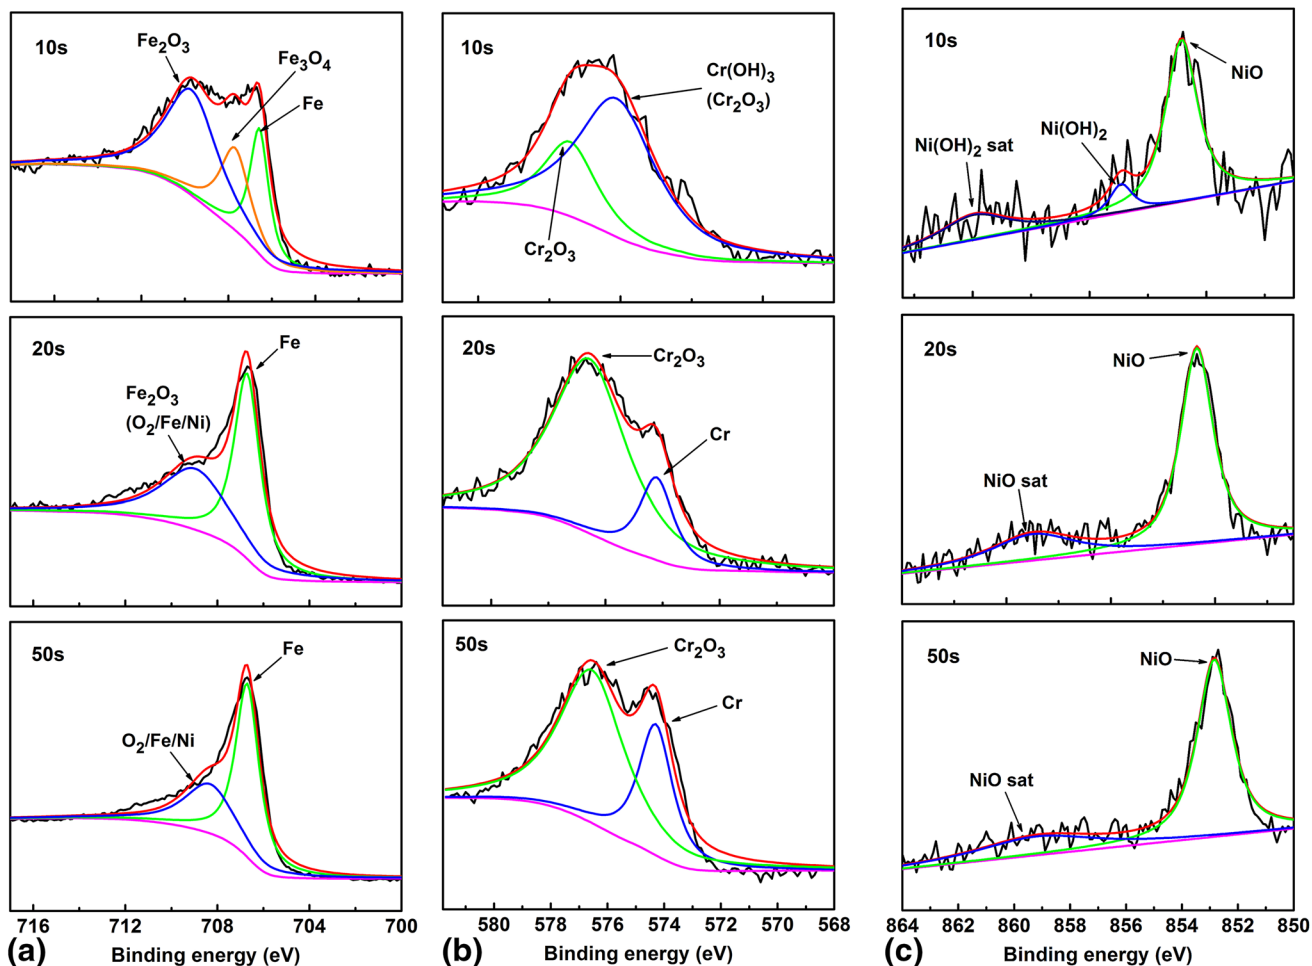 10s
Fe₂O₃
Fe₃O₄
Fe
20s
Fe
Fe₂O₃
(O₂/Fe/Ni)
50s
Fe
O₂/Fe/Ni
716 712 708 704 700
(a) Binding energy (eV)
10s
Cr(OH)₃
(Cr₂O₃)
Cr₂O₃
20s
Cr₂O₃
Cr
50s
Cr₂O₃
Cr
580 576 572 568
(b) Binding energy (eV)
10s
NiO
Ni(OH)₂
Ni(OH)₂ sat
20s
NiO
NiO sat
50s
NiO
NiO sat
864 862 860 858 856 854 852 850
(c) Binding energy (eV)